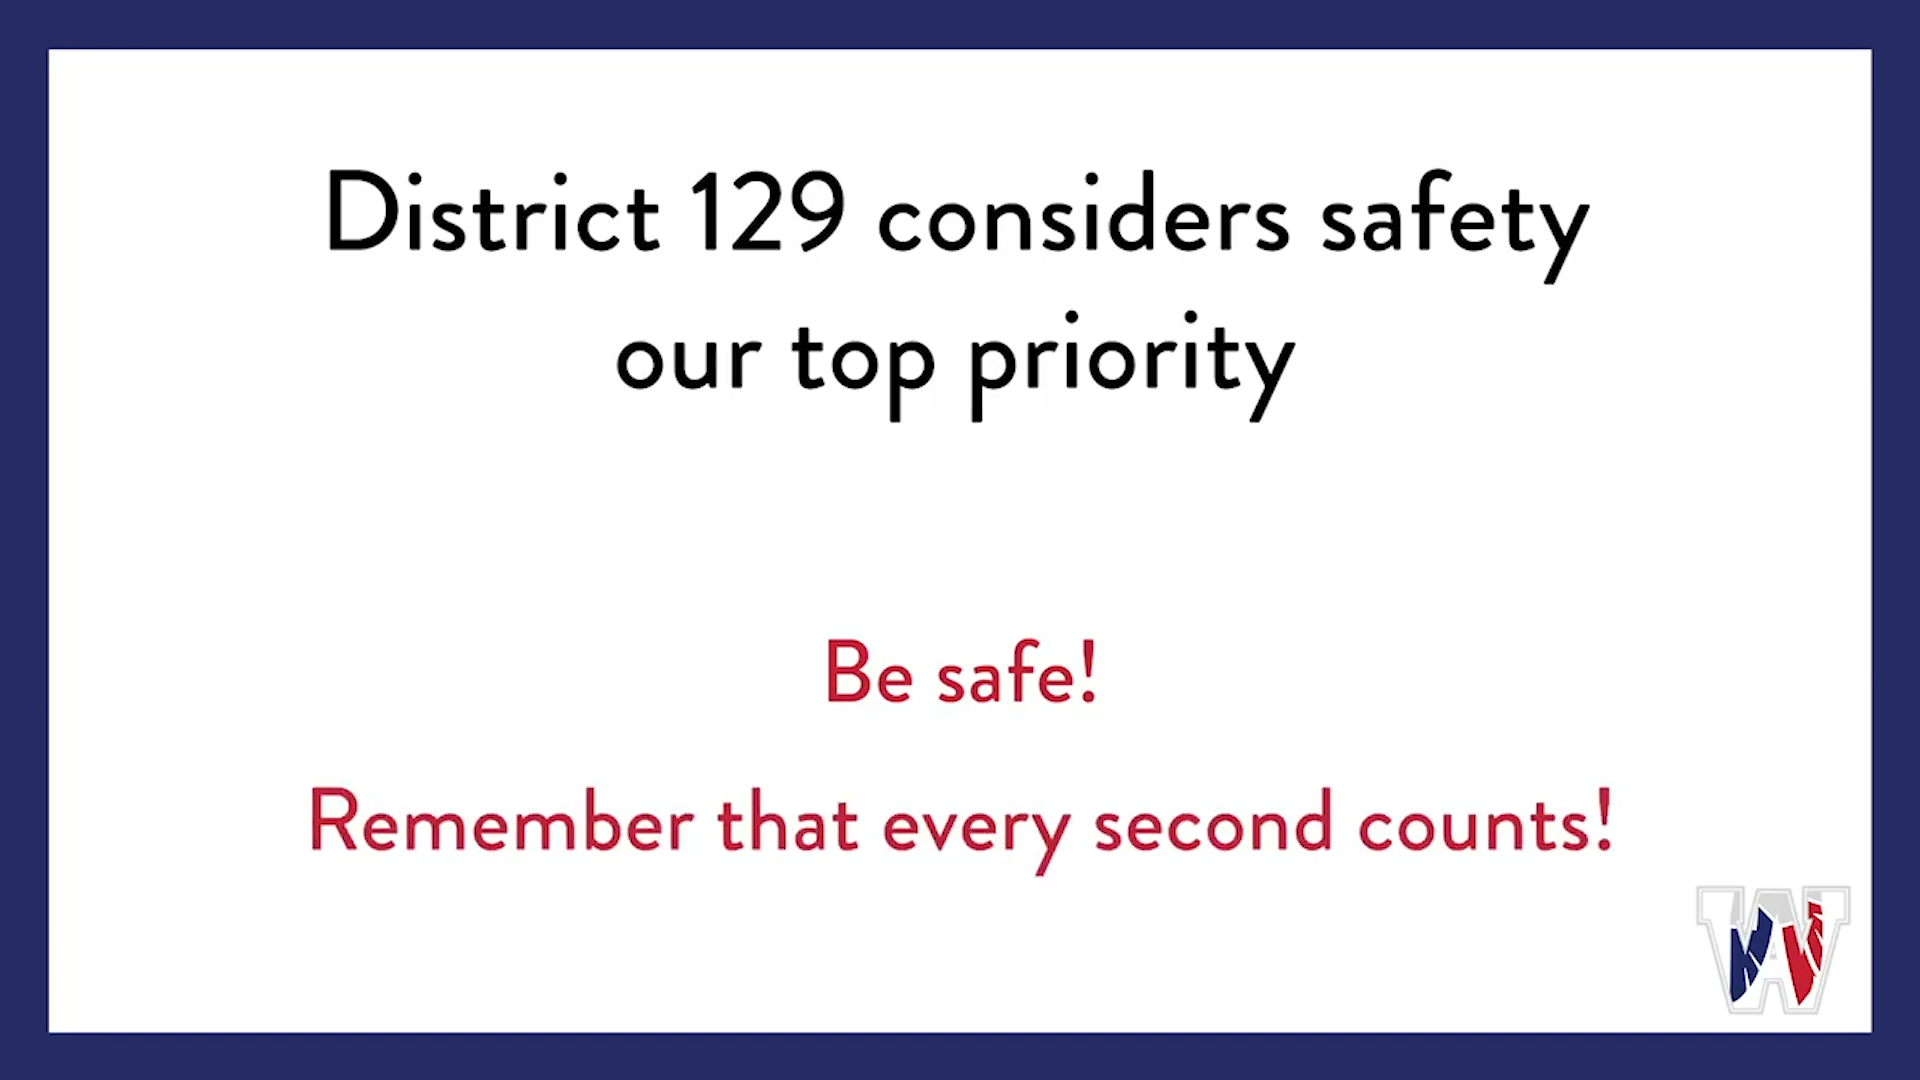 District 129 considers safety
our top priority
Be safe!
Remember that every second counts!
W